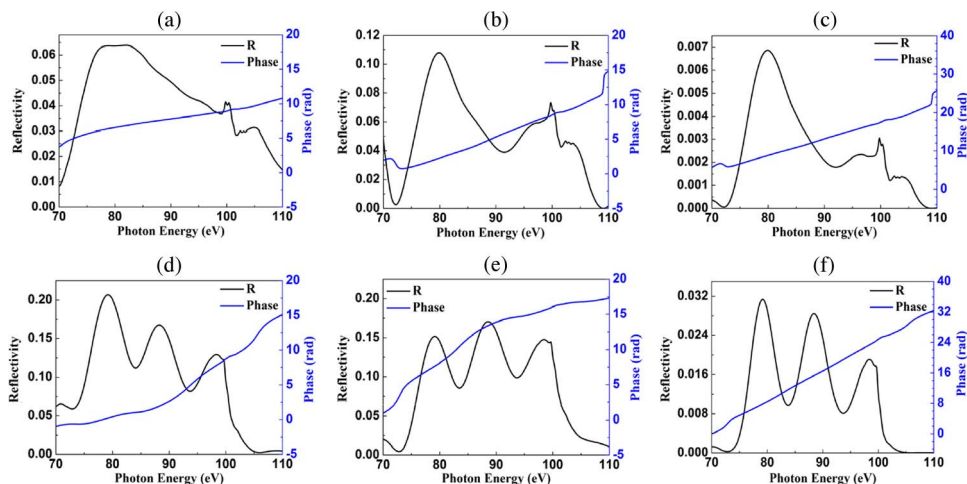 (a)
R
Phase
Reflectivity
0.06
0.05
0.04
0.03
0.02
0.01
0.00
70 80 90 100 110
Photon Energy (eV)
20
15
10
5
0
-5
Phase (rad)
(b)
R
Phase
Reflectivity
0.12
0.10
0.08
0.06
0.04
0.02
0.00
70 80 90 100 110
Photon Energy (eV)
20
15
10
5
0
-5
Phase (rad)
(c)
R
Phase
Reflectivity
0.007
0.006
0.005
0.004
0.003
0.002
0.001
0.000
70 80 90 100 110
Photon Energy(eV)
40
30
20
10
0
Phase (rad)
(d)
R
Phase
Reflectivity
0.20
0.15
0.10
0.05
0.00
70 80 90 100 110
Photon Energy (eV)
20
15
10
5
0
-5
Phase (rad)
(e)
R
Phase
Reflectivity
0.20
0.15
0.10
0.05
0.00
70 80 90 100 110
Photon Energy (eV)
20
15
10
5
0
-5
Phase (rad)
(f)
R
Phase
Reflectivity
0.032
0.024
0.016
0.008
0.000
70 80 90 100 110
Photon Energy (eV)
40
32
24
16
8
0
Phase (rad)